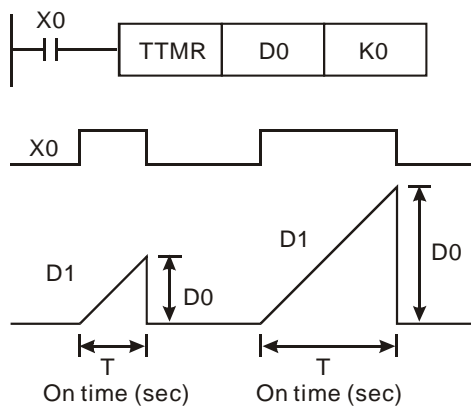 X0
TTMR D0 K0
X0
D1 D0 D1 D0
T T
On time (sec) On time (sec)